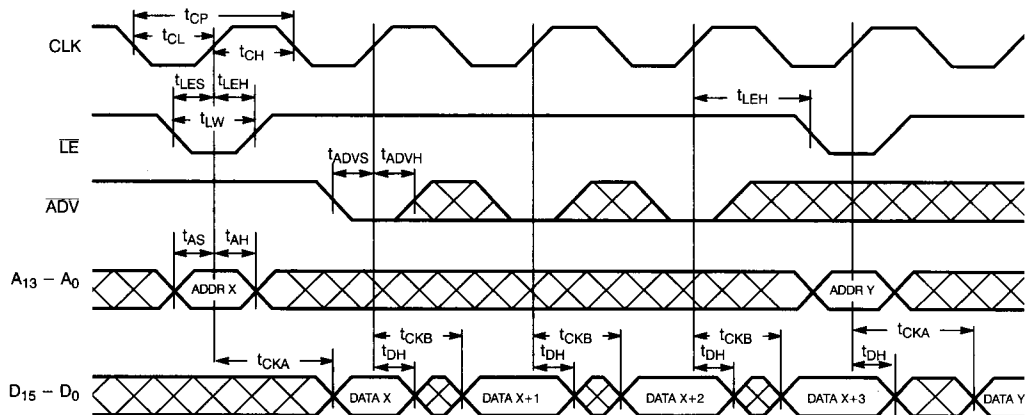 tCP
CLK
tCL
tCH
tLES tLEH
tLEH
tLW
LE
tADVS tADVH
ADV
tAS tAH
A13 – A0
ADDR X
ADDR Y
tCKB tCKB tCKB tCKA
tCKA
tDH tDH tDH tDH
D15 – D0
DATA X DATA X+1 DATA X+2 DATA X+3 DATA Y